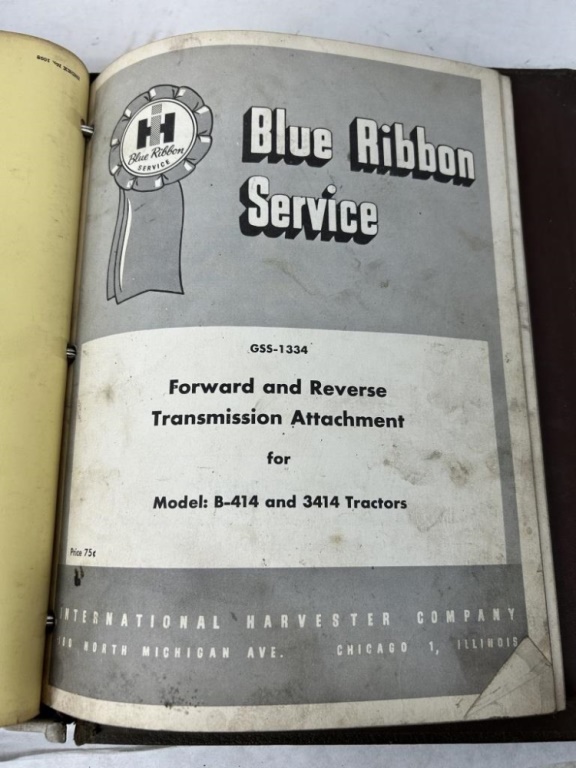 IH
Blue Ribbon
SERVICE
Blue Ribbon
Service
GSS-1334
Forward and Reverse
Transmission Attachment
for
Model: B-414 and 3414 Tractors
Price 75¢
INTERNATIONAL HARVESTER COMPANY
NORTH MICHIGAN AVE. CHICAGO 1, ILLINOIS